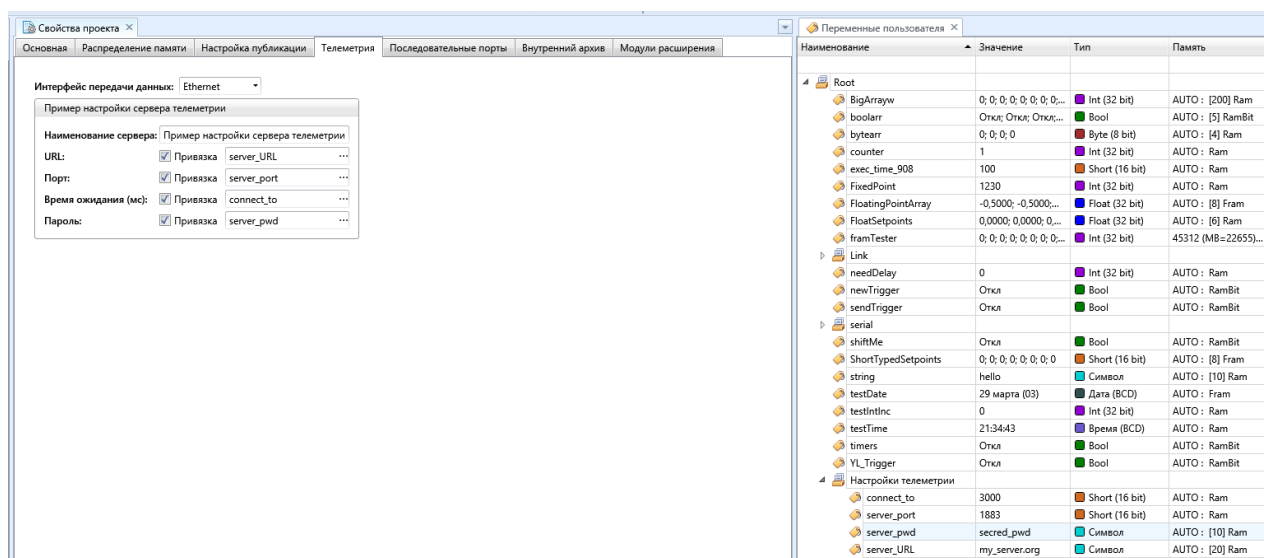 Свойства проекта
Основная Распределение памяти Настройка публикации Телеметрия Последовательные порты Внутренний архив Модули расширения
Интерфейс передачи данных: Ethernet
Пример настройки сервера телеметрии
Наименование сервера: Пример настройки сервера телеметрии
URL: Привязка server_URL ...
Порт: Привязка server_port ...
Время ожидания (мс): Привязка connect_to ...
Пароль: Привязка server_pwd ...
Переменные пользователя
Наименование Значение Тип Память
Root
BigArrayw 0; 0; 0; 0; 0; 0; 0;... Int (32 bit) AUTO : [200] Ram
boolarr Откл; Откл; Откл;... Bool AUTO : [5] RamBit
bytearr 0; 0; 0; 0 Byte (8 bit) AUTO : [4] Ram
counter 1 Int (32 bit) AUTO : Ram
exec_time_908 100 Short (16 bit) AUTO : Ram
FixedPoint 1230 Int (32 bit) AUTO : Ram
FloatingPointArray -0,5000; -0,5000;... Float (32 bit) AUTO : [8] Fram
FloatSetpoints 0,0000; 0,0000; 0,... Float (32 bit) AUTO : [6] Ram
framTester 0; 0; 0; 0; 0; 0; 0;... Int (32 bit) 45312 (MB=22655)...
Link
needDelay 0 Int (32 bit) AUTO : Ram
newTrigger Откл Bool AUTO : RamBit
sendTrigger Откл Bool AUTO : RamBit
serial
shiftMe Откл Bool AUTO : RamBit
ShortTypedSetpoints 0; 0; 0; 0; 0; 0; 0; 0 Short (16 bit) AUTO : [8] Fram
string hello Символ AUTO : [10] Ram
testDate 29 марта (03) Дата (BCD) AUTO : Fram
testIntInc 0 Int (32 bit) AUTO : Ram
testTime 21:34:43 Время (BCD) AUTO : Ram
timers Откл Bool AUTO : RamBit
YL_Trigger Откл Bool AUTO : RamBit
Настройки телеметрии
connect_to 3000 Short (16 bit) AUTO : Ram
server_port 1883 Short (16 bit) AUTO : Ram
server_pwd secred_pwd Символ AUTO : [10] Ram
server_URL my_server.org Символ AUTO : [20] Ram